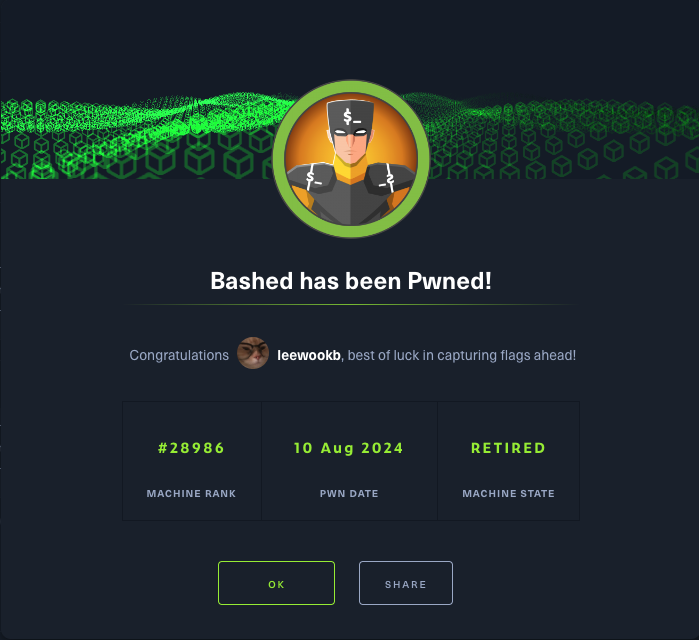 $_
$_
Bashed has been Pwned!
Congratulations leewookb, best of luck in capturing flags ahead!
#28986 10 Aug 2024 RETIRED
MACHINE RANK PWN DATE MACHINE STATE
OK SHARE